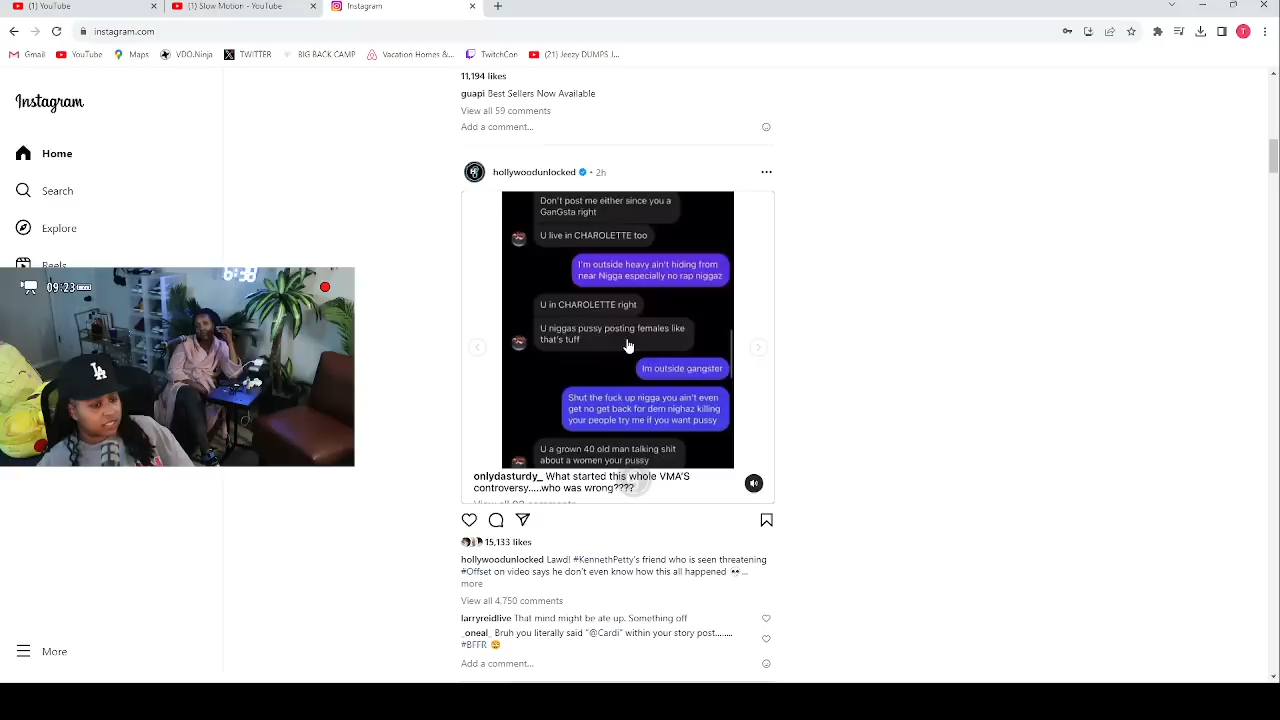 (1) YouTube
(1) Slow Motion - YouTube
Instagram
instagram.com
T
Gmail
YouTube
Maps
VDO.Ninja
TWITTER
BIG BACK CAMP
Vacation Homes &...
TwitchCon
(21) Jeezy DUMPS J...
Instagram
Home
Search
Explore
Reels
More
11,194 likes
guapi Best Sellers Now Available
View all 59 comments
Add a comment...
hollywoodunlocked • 2h
Don't post me either since you a
GanGsta right
U live in CHAROLETTE too
I'm outside heavy ain't hiding from
near Nigga especially no rap niggaz
U in CHAROLETTE right
U niggas pussy posting females like
that's tuff
Im outside gangster
Shut the fuck up nigga you ain't even
get no get back for dem nighaz killing
your people try me if you want pussy
U a grown 40 old man talking shit
about a women your pussy
onlydasturdy_ What started this whole VMA'S
controversy.....who was wrong????
15,133 likes
hollywoodunlocked Lawd! #KennethPetty's friend who is seen threatening
#Offset on video says he don't even know how this all happened 👀...
more
View all 4,750 comments
larryreidlive That mind might be ate up. Something off
_oneal_ Bruh you literally said "@Cardi" within your story post.......
#BFFR 😩
Add a comment...
09:23
6:38
LA